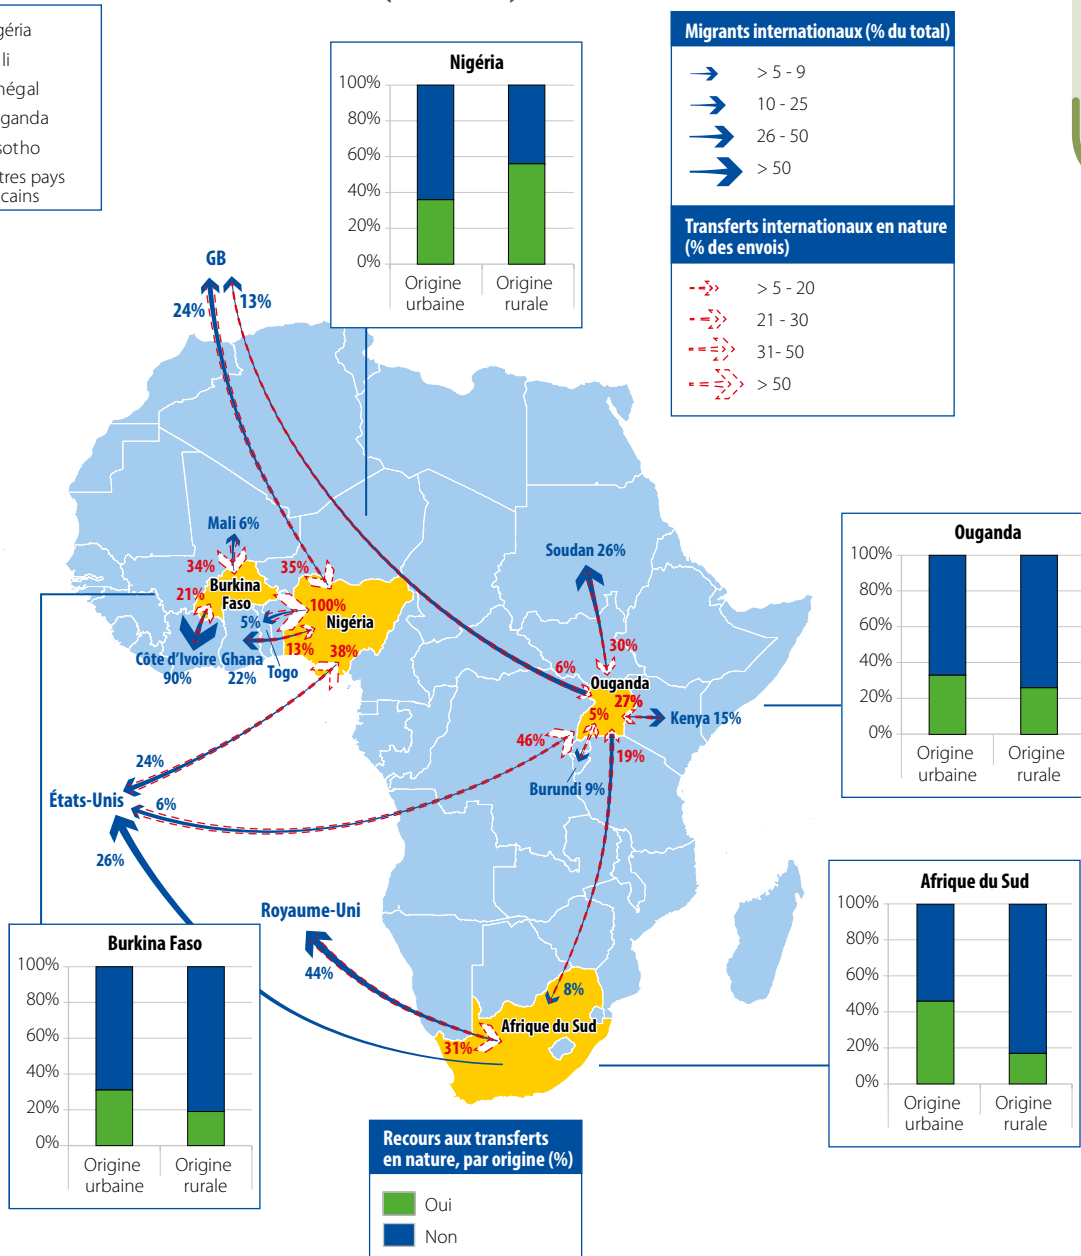 géria
li
négal
ganda
sotho
tres pays
cains
Nigéria
100%
80%
60%
40%
20%
0%
Origine
urbaine
Origine
rurale
Migrants internationaux (% du total)
> 5 - 9
10 - 25
26 - 50
> 50
Transferts internationaux en nature
(% des envois)
> 5 - 20
21 - 30
31- 50
> 50
GB
24%
13%
Mali 6%
34%
35%
21%
Burkina
Faso
100%
5%
Nigéria
Côte d'Ivoire
90%
Ghana
22%
Togo
13%
38%
Soudan 26%
30%
6%
Ouganda
27%
5%
Kenya 15%
46%
19%
Burundi 9%
24%
États-Unis
6%
26%
Royaume-Uni
44%
8%
Afrique du Sud
31%
Ouganda
100%
80%
60%
40%
20%
0%
Origine
urbaine
Origine
rurale
Afrique du Sud
100%
80%
60%
40%
20%
0%
Origine
urbaine
Origine
rurale
Burkina Faso
100%
80%
60%
40%
20%
0%
Origine
urbaine
Origine
rurale
Recours aux transferts
en nature, par origine (%)
Oui
Non